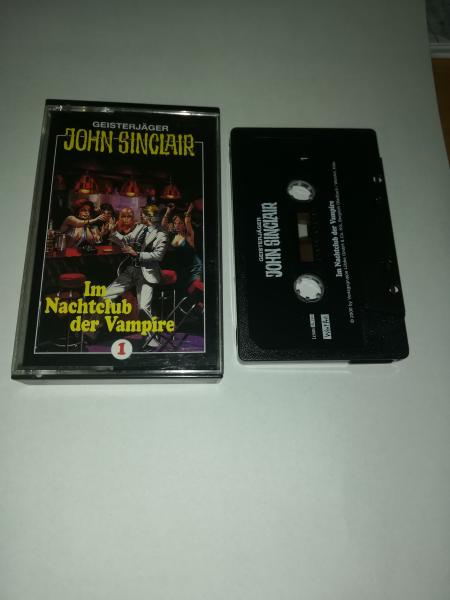 GEISTERJÄGER
JOHN SINCLAIR
Im
Nachtclub
der Vampire
1
1
GEISTERJÄGER
JOHN SINCLAIR
Im Nachtclub der Vampire